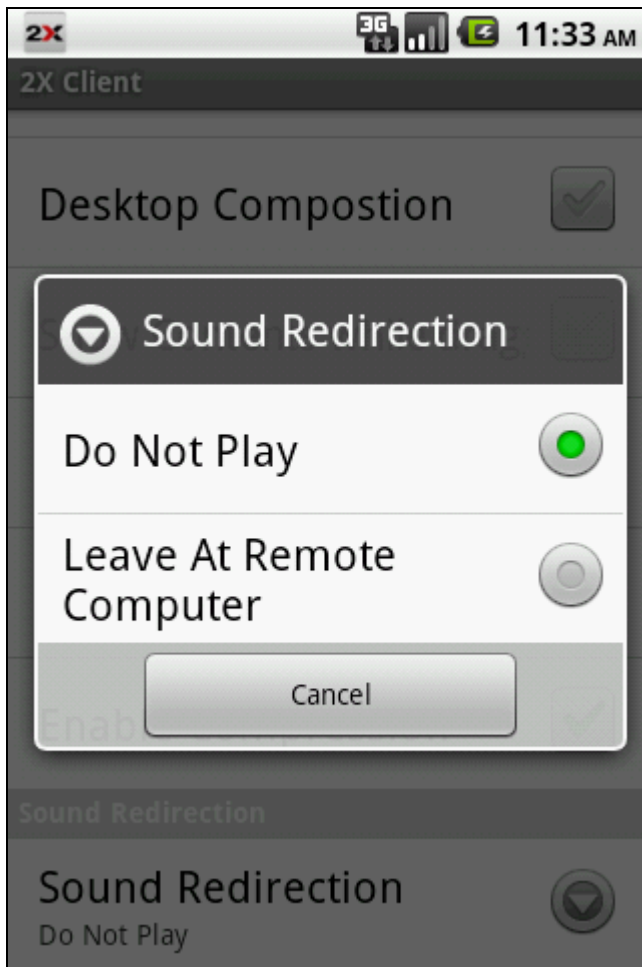 2X
3G
11:33 AM
2X Client
Desktop Compostion
Sound Redirection
Do Not Play
Leave At Remote
Computer
Cancel
Sound Redirection
Sound Redirection
Do Not Play